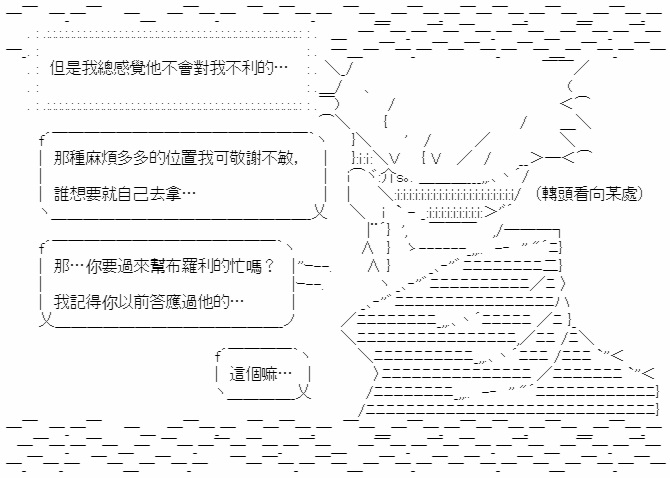 但是我總感覺他不會對我不利的…
那種麻煩多多的位置我可敬謝不敏，
誰想要就自己去拿…
(轉頭看向某處)
那…你要過來幫布羅利的忙嗎？
我記得你以前答應過他的…
這個嘛…